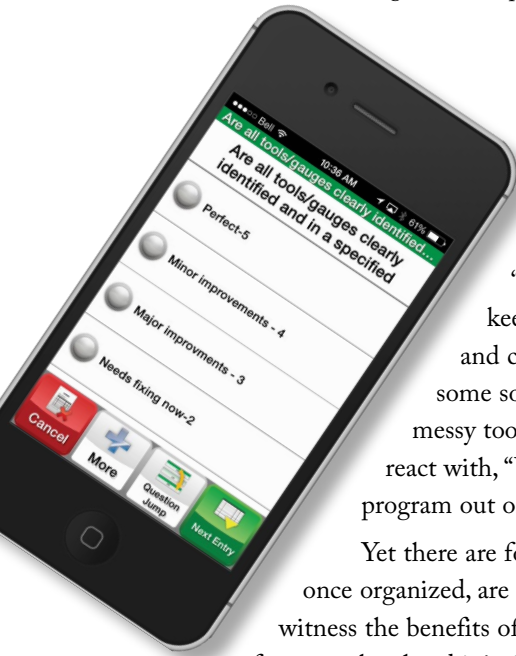 ●●●○○ Bell 10:36 AM 61%
Are all tools/gauges clearly identified...
Are all tools/gauges clearly
identified and in a specified
Perfect-5
Minor improvements - 4
Major improvments - 3
Needs fixing now-2
Cancel
More
Question
Jump
Next Entry
“
kee
and c
some so
messy too
react with, “
program out o
Yet there are fe
once organized, are
witness the benefits of